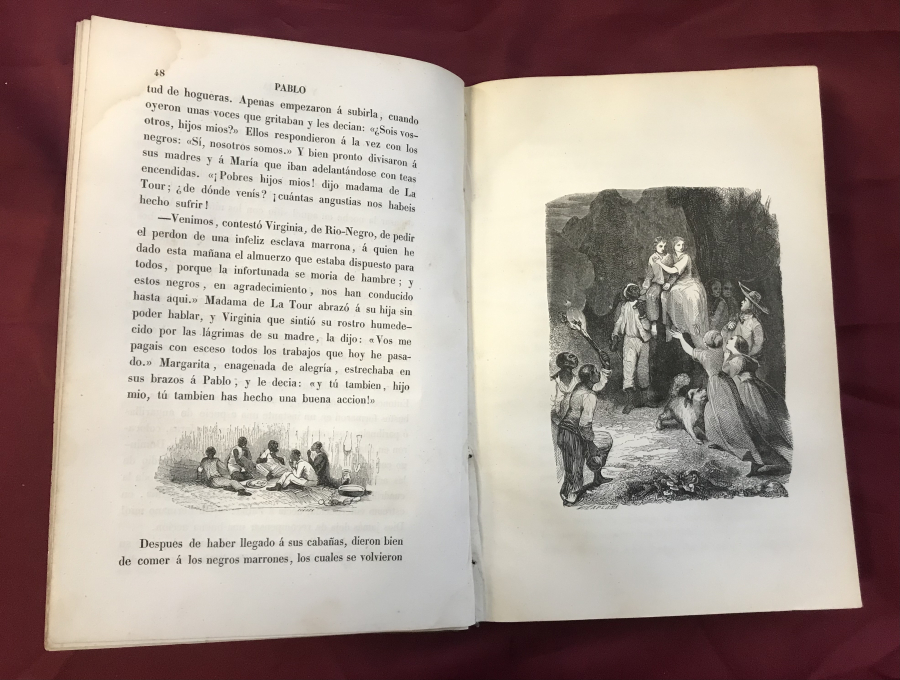 48
PABLO
tud de hogueras. Apenas empezaron á subirla, cuando
oyeron unas voces que gritaban y les decian: «¿Sois vos-
otros, hijos mios?» Ellos respondieron á la vez con los
negros: «Sí, nosotros somos.» Y bien pronto divisaron á
sus madres y á María que iban adelantándose con teas
encendidas. «¡Pobres hijos mios! dijo madama de La
Tour; ¿de dónde venís? ¡cuántas angustias nos habeis
hecho sufrir!
—Venimos, contestó Virginia, de Rio-Negro, de pedir
el perdon de una infeliz esclava marrona, á quien he
dado esta mañana el almuerzo que estaba dispuesto para
todos, porque la infortunada se moria de hambre; y
estos negros, en agradecimiento, nos han conducido
hasta aqui.» Madama de La Tour abrazó á su hija sin
poder hablar, y Virginia que sintió su rostro humede-
cido por las lágrimas de su madre, la dijo: «Vos me
pagais con esceso todos los trabajos que hoy he pasa-
do.» Margarita, enagenada de alegría, estrechaba en
sus brazos á Pablo, y le decia: «y tú tambien, hijo
mio, tú tambien has hecho una buena accion!»
Despues de haber llegado á sus cabañas, dieron bien
de comer á los negros marrones, los cuales se volvieron